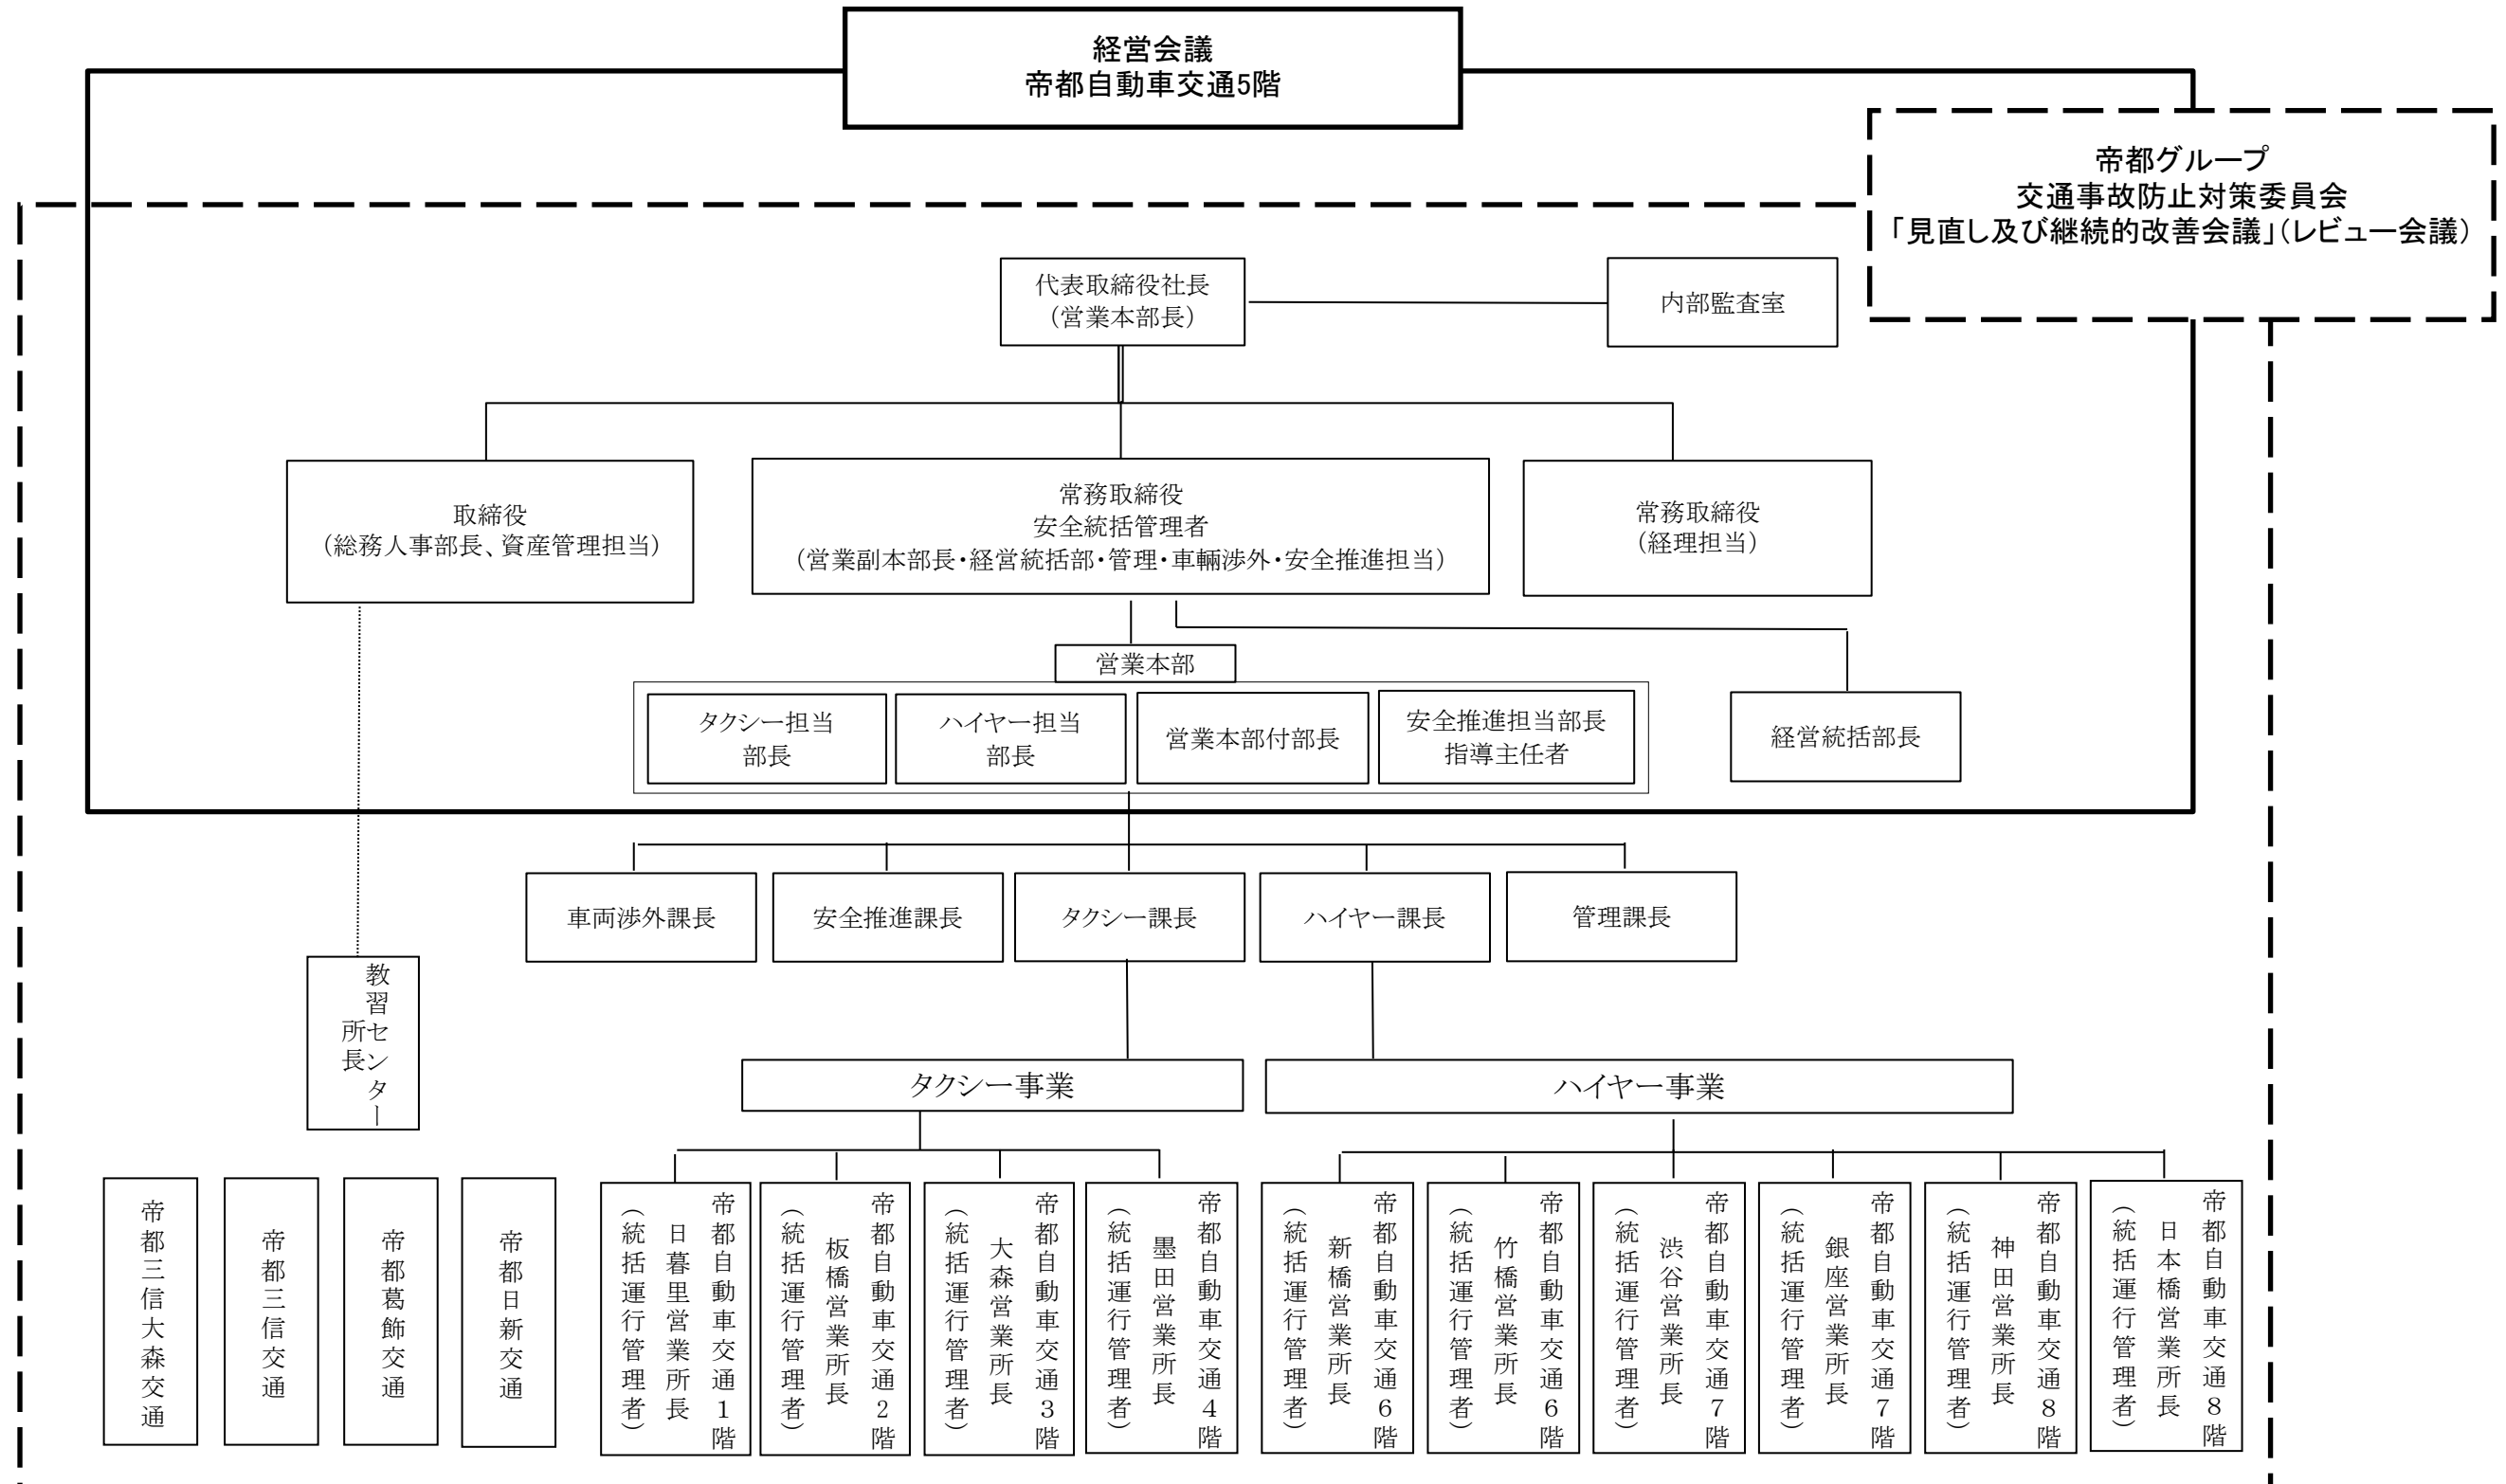 経営会議
帝都自動車交通5階
帝都グループ
交通事故防止対策委員会
「見直し及び継続的改善会議」（レビュー会議）
代表取締役社長
（営業本部長）
内部監査室
取締役
（総務人事部長、資産管理担当）
常務取締役
安全統括管理者
（営業副本部長・経営統括部・管理・車輛渉外・安全推進担当）
常務取締役
（経理担当）
営業本部
タクシー担当
部長
ハイヤー担当
部長
営業本部付部長
安全推進担当部長
指導主任者
経営統括部長
車両渉外課長
安全推進課長
タクシー課長
ハイヤー課長
管理課長
教習センター
所長
タクシー事業
ハイヤー事業
帝都三信大森交通
帝都三信交通
帝都葛飾交通
帝都日新交通
帝都自動車交通1階
日暮里営業所長
（統括運行管理者）
帝都自動車交通2階
板橋営業所長
（統括運行管理者）
帝都自動車交通3階
大森営業所長
（統括運行管理者）
帝都自動車交通4階
墨田営業所長
（統括運行管理者）
帝都自動車交通6階
新橋営業所長
（統括運行管理者）
帝都自動車交通6階
竹橋営業所長
（統括運行管理者）
帝都自動車交通7階
渋谷営業所長
（統括運行管理者）
帝都自動車交通7階
銀座営業所長
（統括運行管理者）
帝都自動車交通8階
神田営業所長
（統括運行管理者）
帝都自動車交通8階
日本橋営業所長
（統括運行管理者）